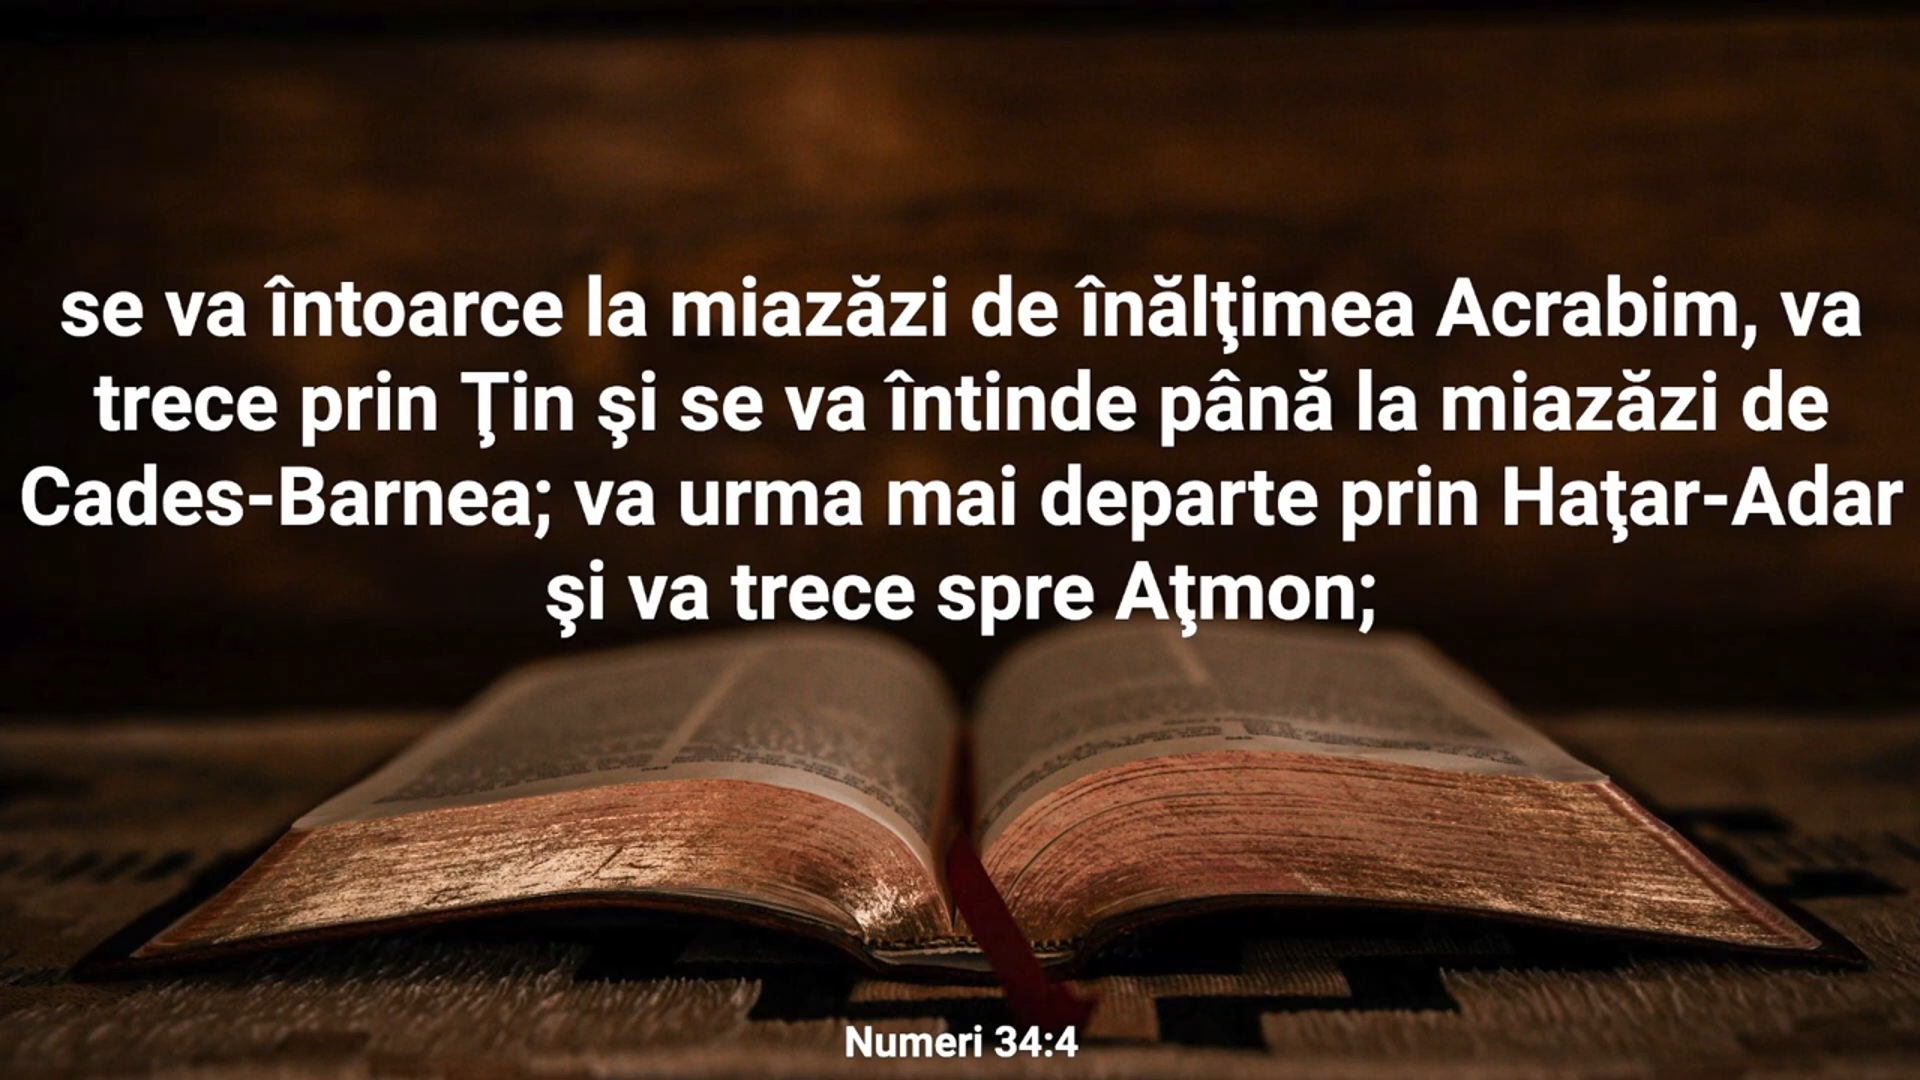 se va întoarce la miazăzi de înălţimea Acrabim, va
trece prin Ţin şi se va întinde până la miazăzi de
Cades-Barnea; va urma mai departe prin Haţar-Adar
şi va trece spre Aţmon;
Numeri 34:4